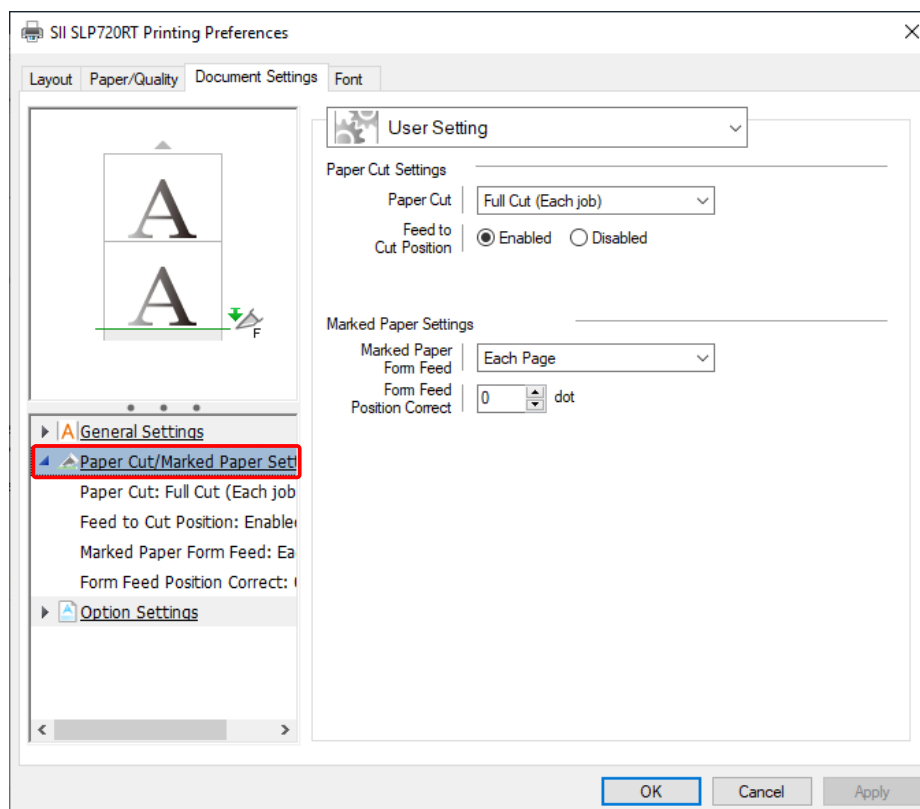 SII SLP720RT Printing Preferences
Layout Paper/Quality Document Settings Font
A
A
F
User Setting
Paper Cut Settings
Paper Cut Full Cut (Each job)
Feed to
Cut Position Enabled Disabled
Marked Paper Settings
Marked Paper
Form Feed Each Page
Form Feed
Position Correct 0 dot
A General Settings
Paper Cut/Marked Paper Sett
Paper Cut: Full Cut (Each job
Feed to Cut Position: Enable
Marked Paper Form Feed: Ea
Form Feed Position Correct:
A Option Settings
OK Cancel Apply